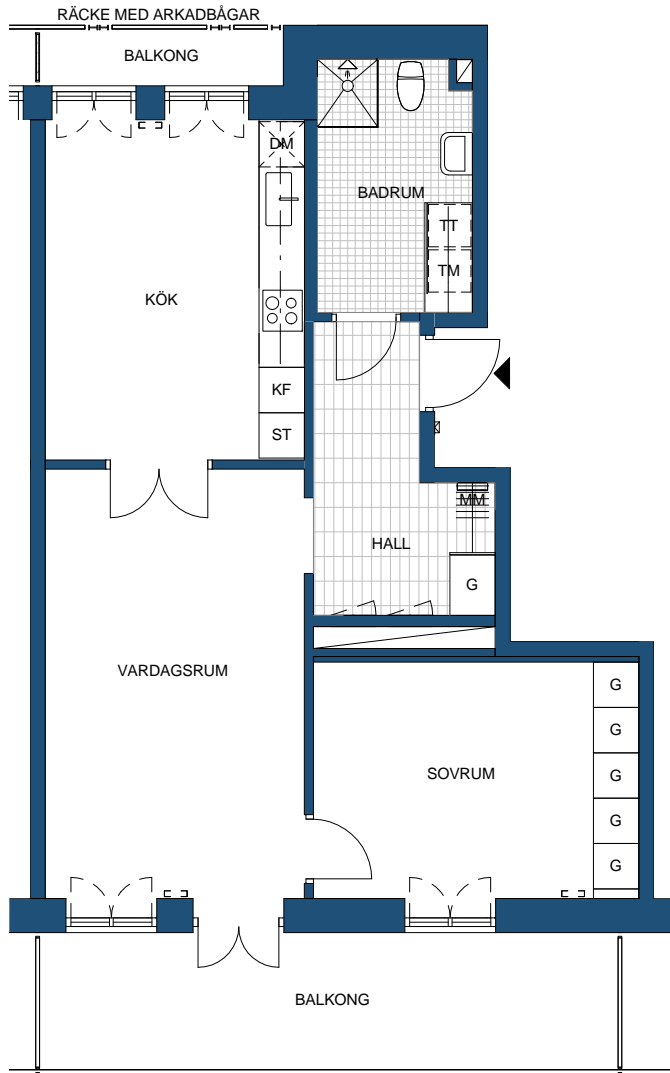 RÄCKE MED ARKADBÅGAR
BALKONG
DM
BADRUM
TT
TM
KÖK
KF
ST
MM
HALL
G
VARDAGSRUM
G
G
SOVRUM
G
G
G
BALKONG